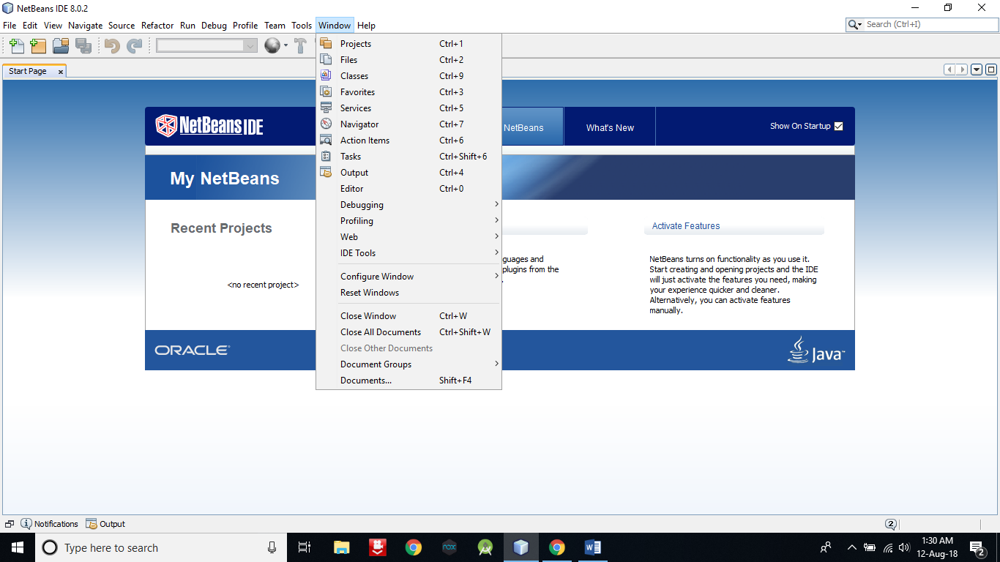 NetBeans IDE 8.0.2
File Edit View Navigate Source Refactor Run Debug Profile Team Tools Window Help
Search (Ctrl+I)
Start Page
Projects Ctrl+1
Files Ctrl+2
Classes Ctrl+9
Favorites Ctrl+3
Services Ctrl+5
Navigator Ctrl+7
Action Items Ctrl+6
Tasks Ctrl+Shift+6
Output Ctrl+4
Editor Ctrl+0
Debugging
Profiling
Web
IDE Tools
Configure Window
Reset Windows
Close Window Ctrl+W
Close All Documents Ctrl+Shift+W
Close Other Documents
Document Groups
Documents... Shift+F4
NetBeans IDE
NetBeans
What's New
Show On Startup
My NetBeans
Recent Projects
<no recent project>
guages and
plugins from the
Activate Features
NetBeans turns on functionality as you use it.
Start creating and opening projects and the IDE
will just activate the features you need, making
your experience quicker and cleaner.
Alternatively, you can activate features
manually.
ORACLE
Java
Notifications
Output
2
Type here to search
nox
1:30 AM
12-Aug-18
2